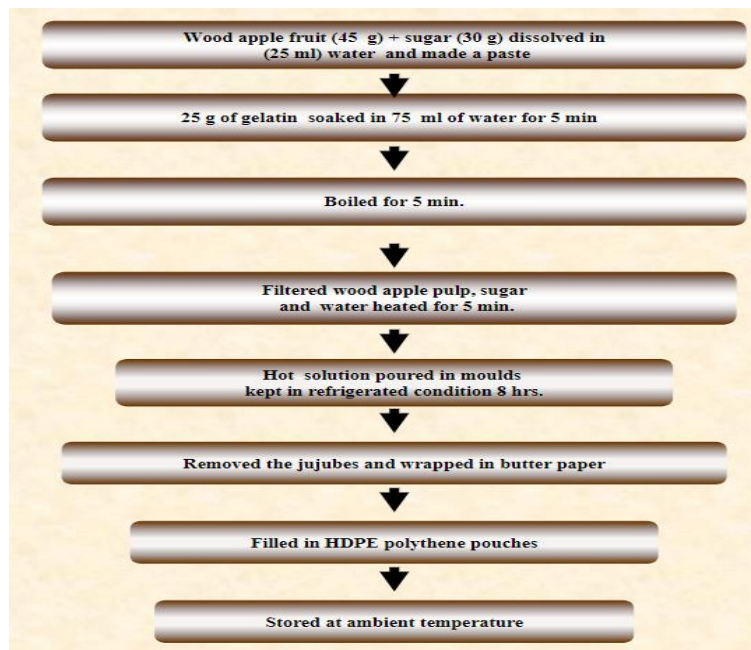 Wood apple fruit (45 g) + sugar (30 g) dissolved in
(25 ml) water and made a paste
25 g of gelatin soaked in 75 ml of water for 5 min
Boiled for 5 min.
Filtered wood apple pulp, sugar
and water heated for 5 min.
Hot solution poured in moulds
kept in refrigerated condition 8 hrs.
Removed the jujubes and wrapped in butter paper
Filled in HDPE polythene pouches
Stored at ambient temperature